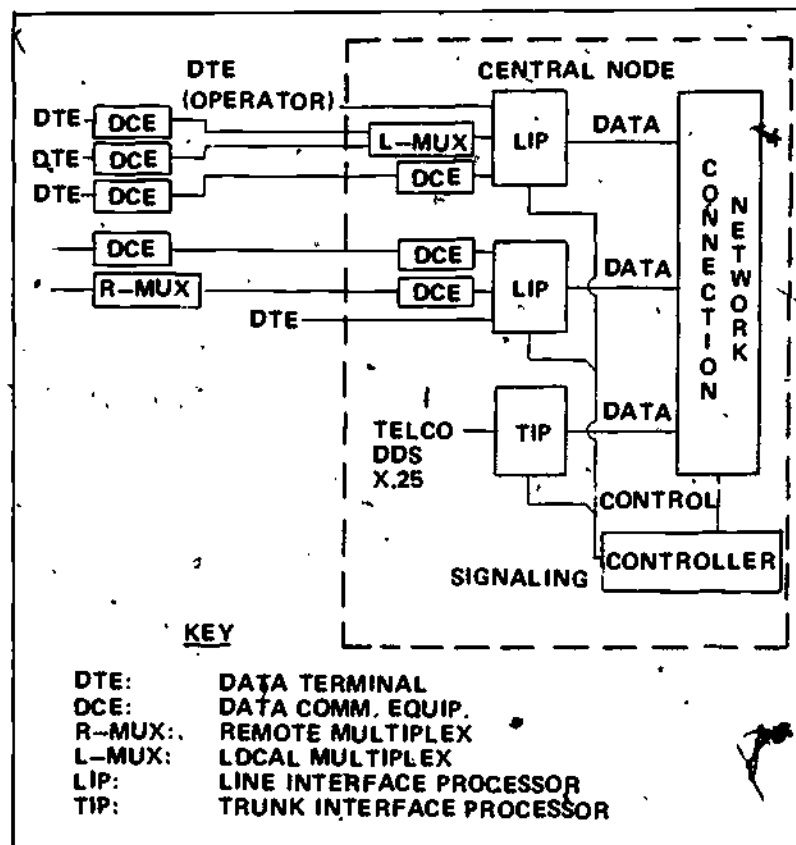 DTE
(OPERATOR)
CENTRAL NODE
DTE
DCE
L-MUX
LIP
DATA
DTE
DCE
DTE
DCE
DCE
CONNECTION
NETWORK
DCE
DCE
LIP
DATA
R-MUX
DCE
DTE
TELCO
DDS
X.25
TIP
DATA
CONTROL
SIGNALING
CONTROLLER
KEY
DTE: DATA TERMINAL
DCE: DATA COMM. EQUIP.
R-MUX: REMOTE MULTIPLEX
L-MUX: LOCAL MULTIPLEX
LIP: LINE INTERFACE PROCESSOR
TIP: TRUNK INTERFACE PROCESSOR